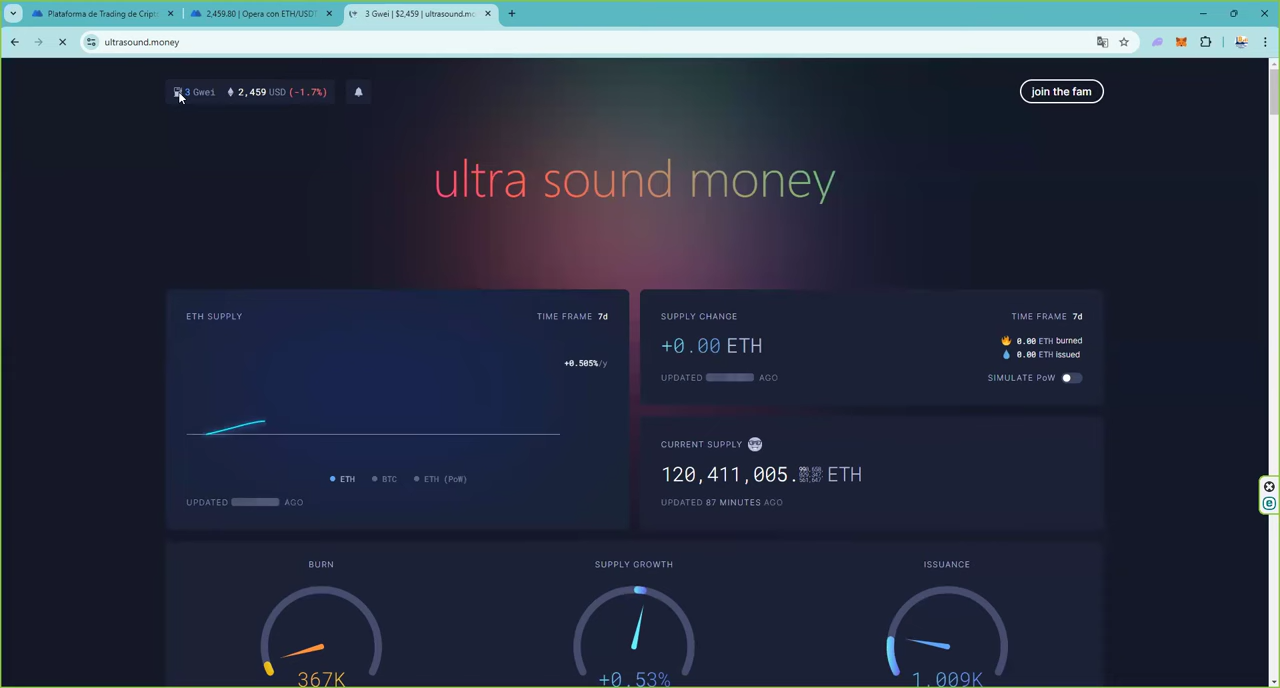 Plataforma de Trading de Cripto
2,459.80 | Opera con ETH/USDT
3 Gwei | $2,459 | ultrasound.mo
ultrasound.money
3 Gwei 2,459 USD (-1.7%)
join the fam
ultra sound money
ETH SUPPLY
TIME FRAME 7d
+0.505%/y
ETH BTC ETH (PoW)
UPDATED AGO
SUPPLY CHANGE
TIME FRAME 7d
+0.00 ETH
0.00 ETH burned
0.00 ETH issued
UPDATED AGO
SIMULATE PoW
CURRENT SUPPLY
120,411,005. ETH
UPDATED 87 MINUTES AGO
BURN
SUPPLY GROWTH
ISSUANCE
367K
+0.53%
1.009K